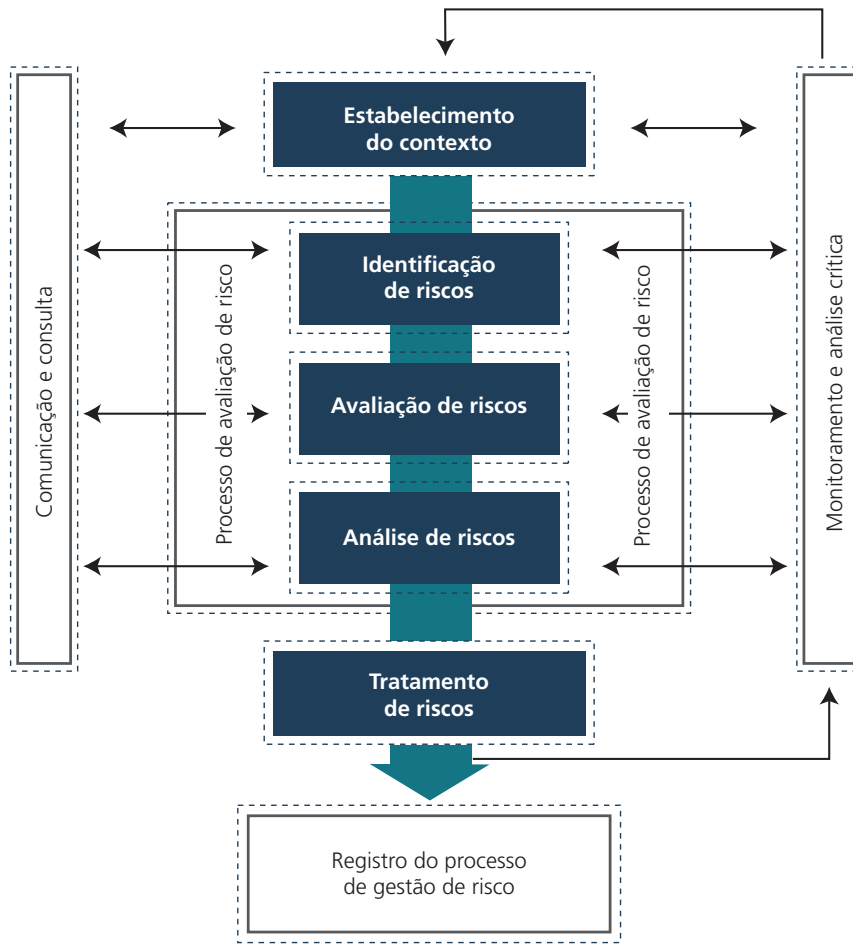 Estabelecimento
do contexto
Comunicação e consulta
Processo de avaliação de risco
Identificação
de riscos
Avaliação de riscos
Análise de riscos
Processo de avaliação de risco
Monitoramento e análise crítica
Tratamento
de riscos
Registro do processo
de gestão de risco